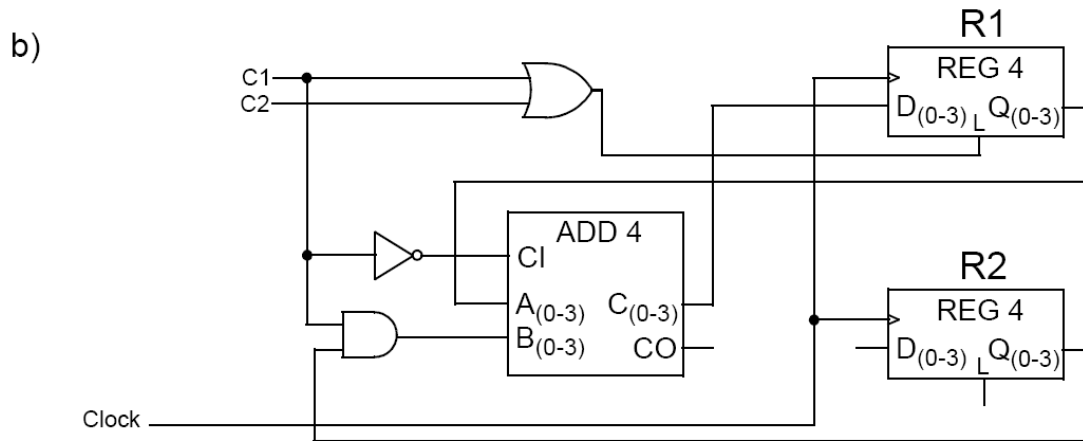 R1
b)
REG 4
C1
C2
D(0-3) L Q(0-3)
ADD 4
CI
R2
A(0-3) C(0-3)
REG 4
B(0-3) CO
D(0-3) L Q(0-3)
Clock